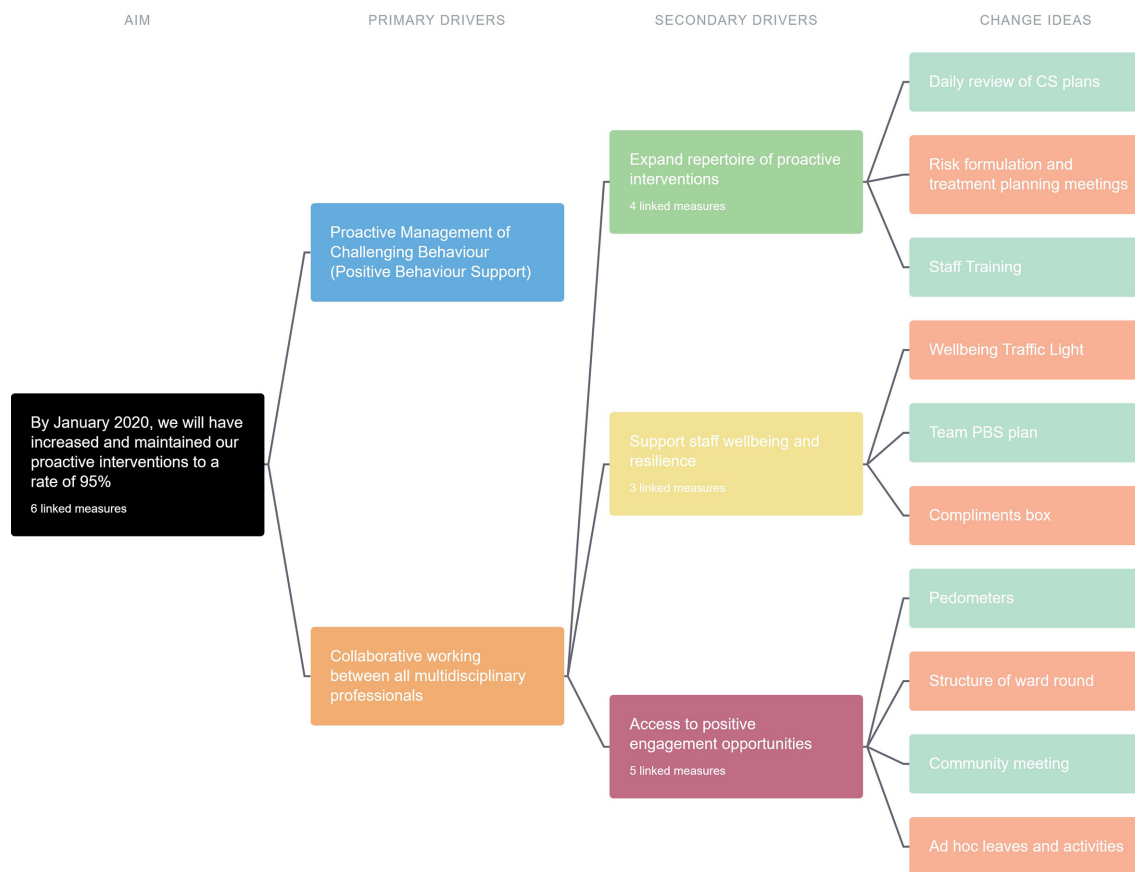 AIM
PRIMARY DRIVERS
SECONDARY DRIVERS
CHANGE IDEAS
By January 2020, we will have
increased and maintained our
proactive interventions to a
rate of 95%
6 linked measures
Proactive Management of
Challenging Behaviour
(Positive Behaviour Support)
Collaborative working
between all multidisciplinary
professionals
Expand repertoire of proactive
interventions
4 linked measures
Support staff wellbeing and
resilience
3 linked measures
Access to positive
engagement opportunities
5 linked measures
Daily review of CS plans
Risk formulation and
treatment planning meetings
Staff Training
Wellbeing Traffic Light
Team PBS plan
Compliments box
Pedometers
Structure of ward round
Community meeting
Ad hoc leaves and activities